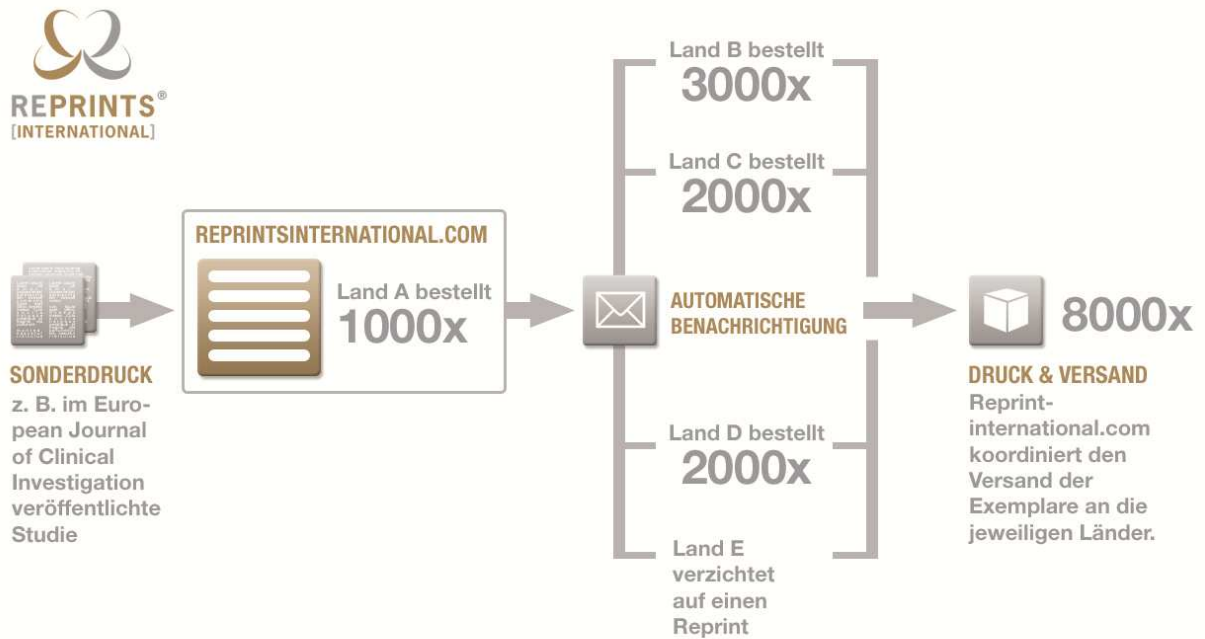 REPRINTS®
[INTERNATIONAL]
SONDERDRUCK
z. B. im Euro-
pean Journal
of Clinical
Investigation
veröffentlichte
Studie
REPRINTSINTERNATIONAL.COM
Land A bestellt
1000x
Land B bestellt
3000x
Land C bestellt
2000x
AUTOMATISCHE
BENACHRICHTIGUNG
Land D bestellt
2000x
Land E
verzichtet
auf einen
Reprint
8000x
DRUCK & VERSAND
Reprint-
international.com
koordiniert den
Versand der
Exemplare an die
jeweiligen Länder.